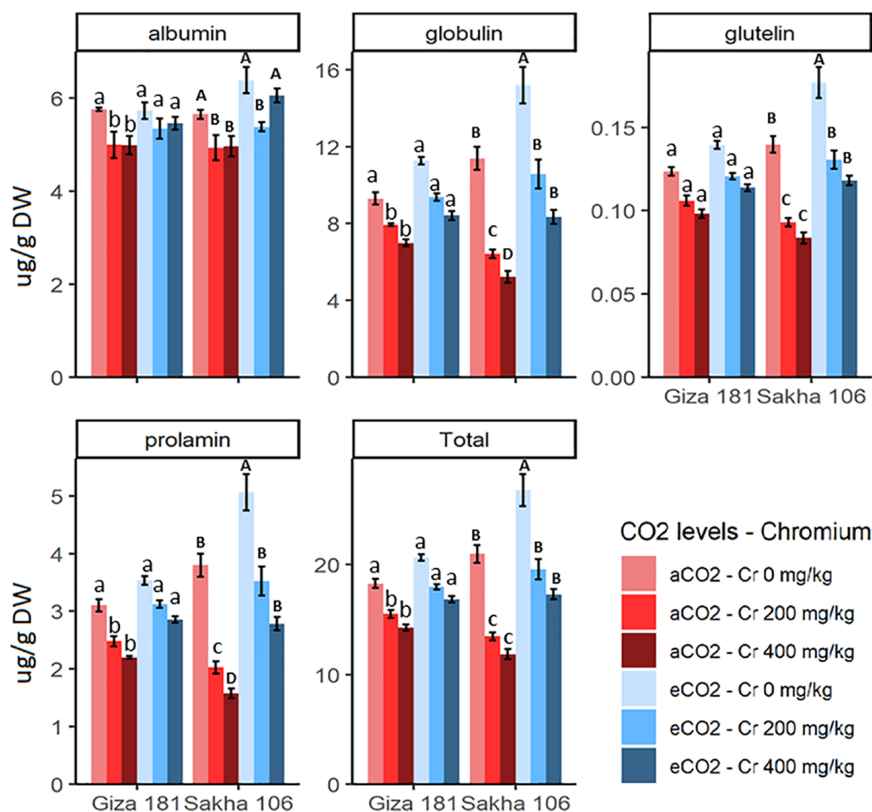 albumin globulin glutelin
ug/g DW
6
4
2
0
a b b a a a A B B A B A
16
12
8
4
0
a b b a a a B C D A B B
0.15
0.10
0.05
0.00
a a a a a a B C C A B B
Giza 181 Sakha 106
prolamin Total
ug/g DW
5
4
3
2
1
0
a b b a a a B C D A B B
Giza 181 Sakha 106
20
10
0
a b b a a a B C C A B B
Giza 181 Sakha 106
CO2 levels - Chromium
aCO2 - Cr 0 mg/kg
aCO2 - Cr 200 mg/kg
aCO2 - Cr 400 mg/kg
eCO2 - Cr 0 mg/kg
eCO2 - Cr 200 mg/kg
eCO2 - Cr 400 mg/kg